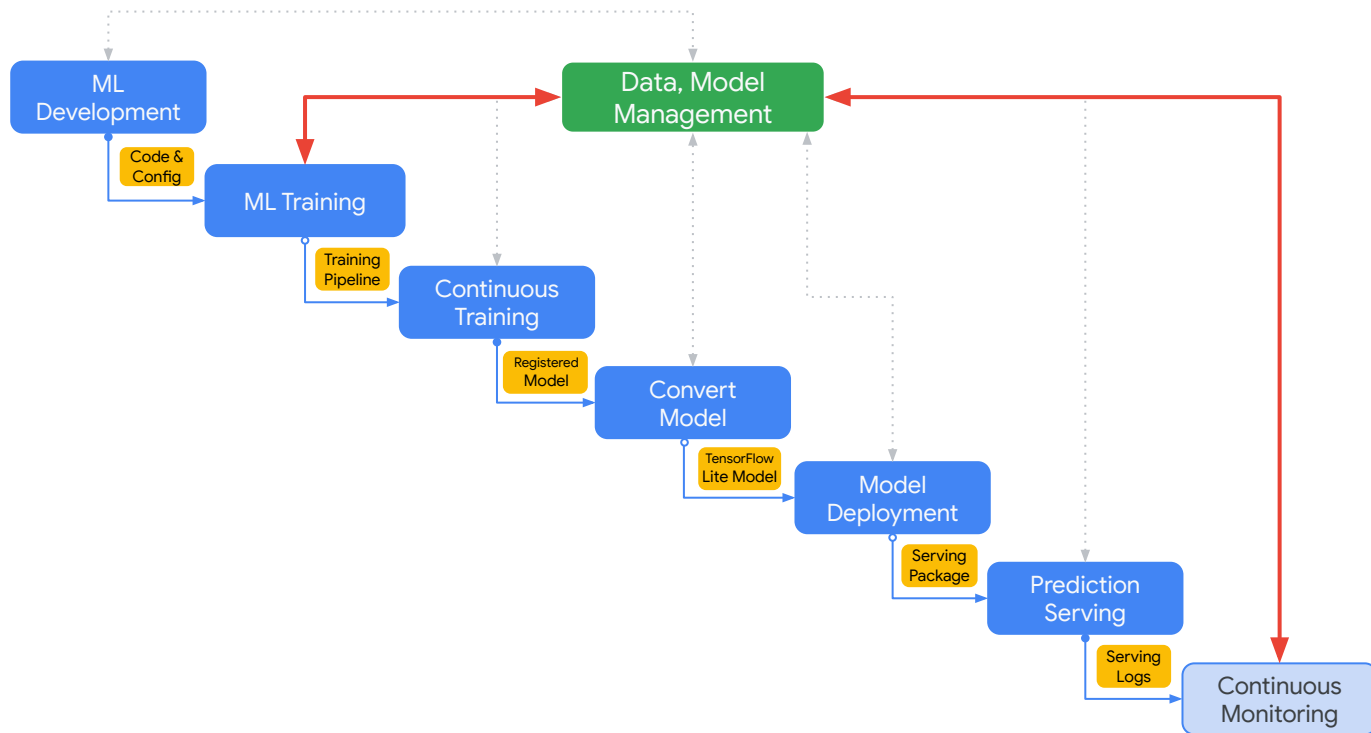 ML
Development
Data, Model
Management
Code &
Config
ML Training
Training
Pipeline
Continuous
Training
Registered
Model
Convert
Model
TensorFlow
Lite Model
Model
Deployment
Serving
Package
Prediction
Serving
Serving
Logs
Continuous
Monitoring